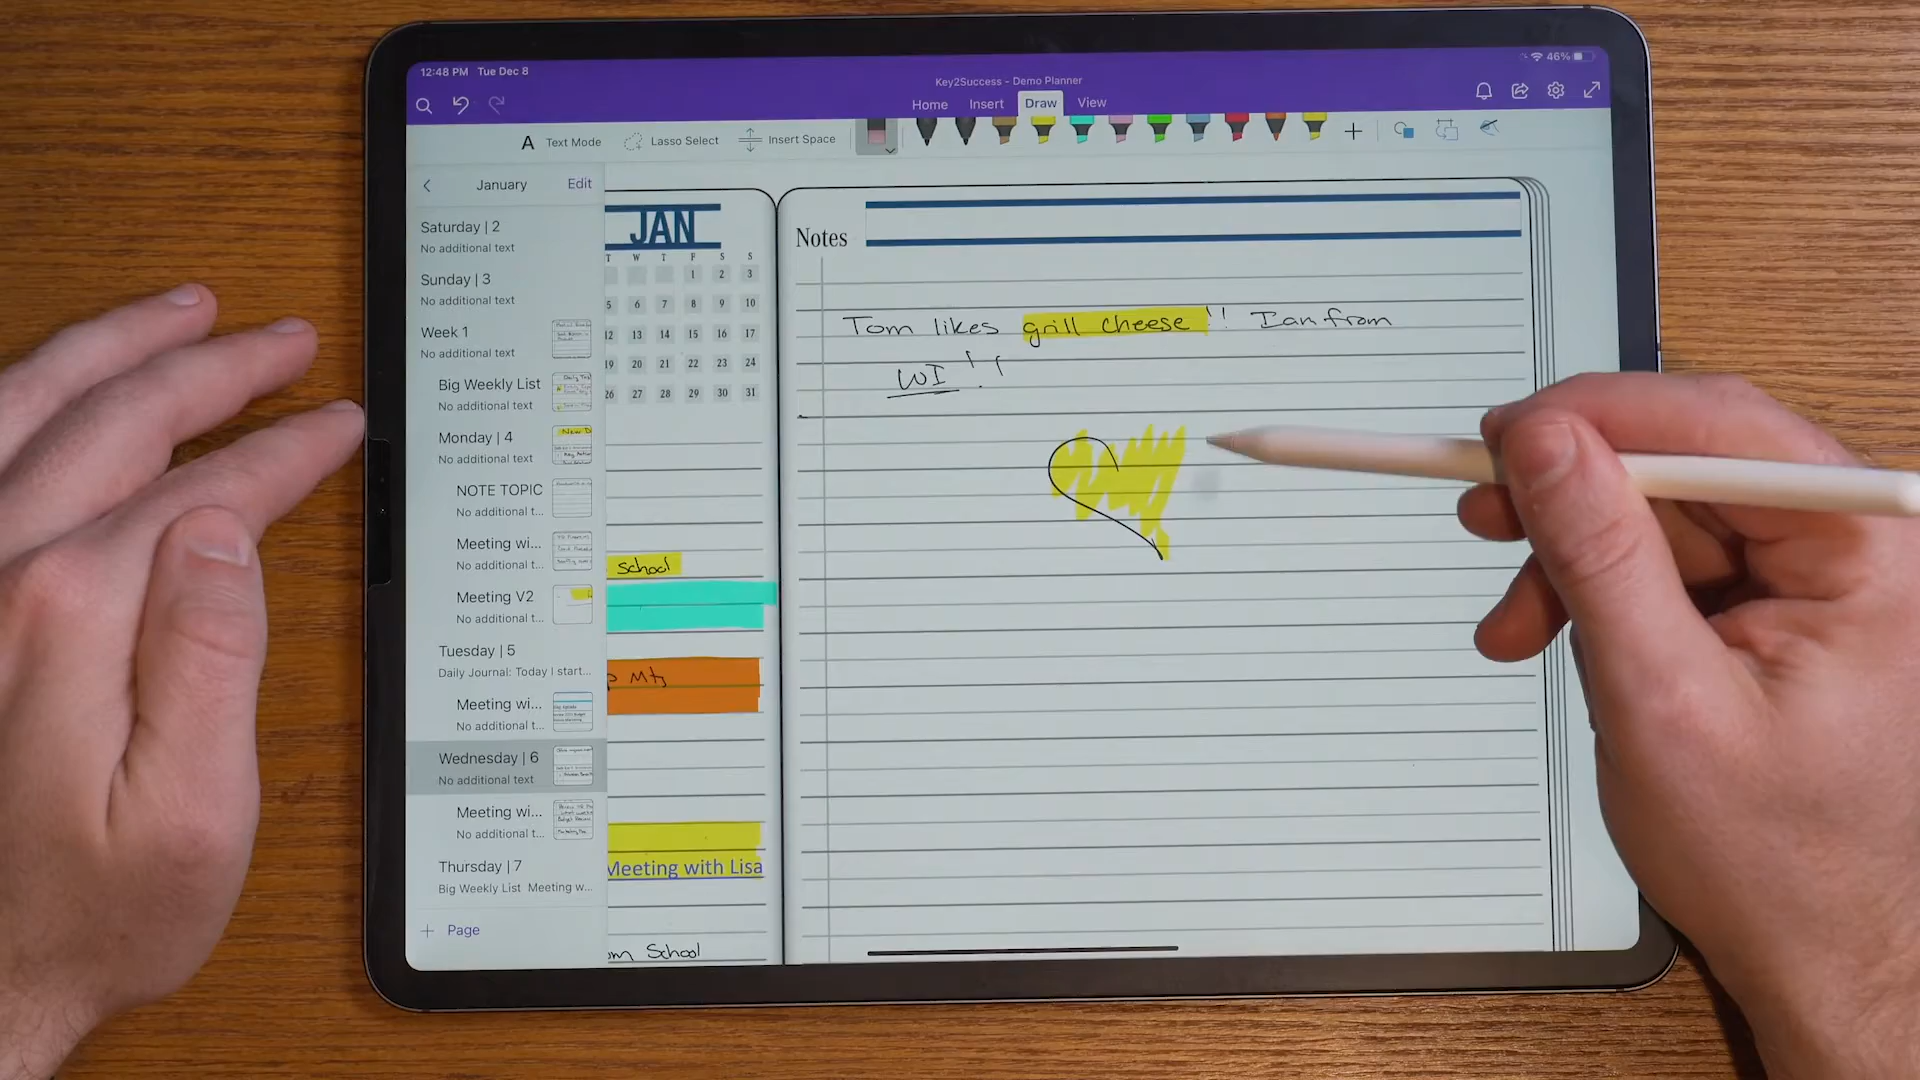 12:48 PM Tue Dec 8
46%
Key2Success - Demo Planner
Home Insert Draw View
A Text Mode Lasso Select Insert Space
January Edit
Saturday | 2
No additional text
Sunday | 3
No additional text
Week 1
No additional text
Big Weekly List
No additional text
Monday | 4
No additional text
NOTE TOPIC
No additional t...
Meeting wi...
No additional t...
Meeting V2
No additional t...
Tuesday | 5
Daily Journal: Today I start...
Meeting wi...
No additional t...
Wednesday | 6
No additional text
Meeting wi...
No additional t...
Thursday | 7
Big Weekly List Meeting w...
+ Page
JAN
T W T F S S
1 2 3
5 6 7 8 9 10
12 13 14 15 16 17
19 20 21 22 23 24
26 27 28 29 30 31
School
Meeting with Lisa
om School
Notes
Tom likes grill cheese!! Ian from
WI!!